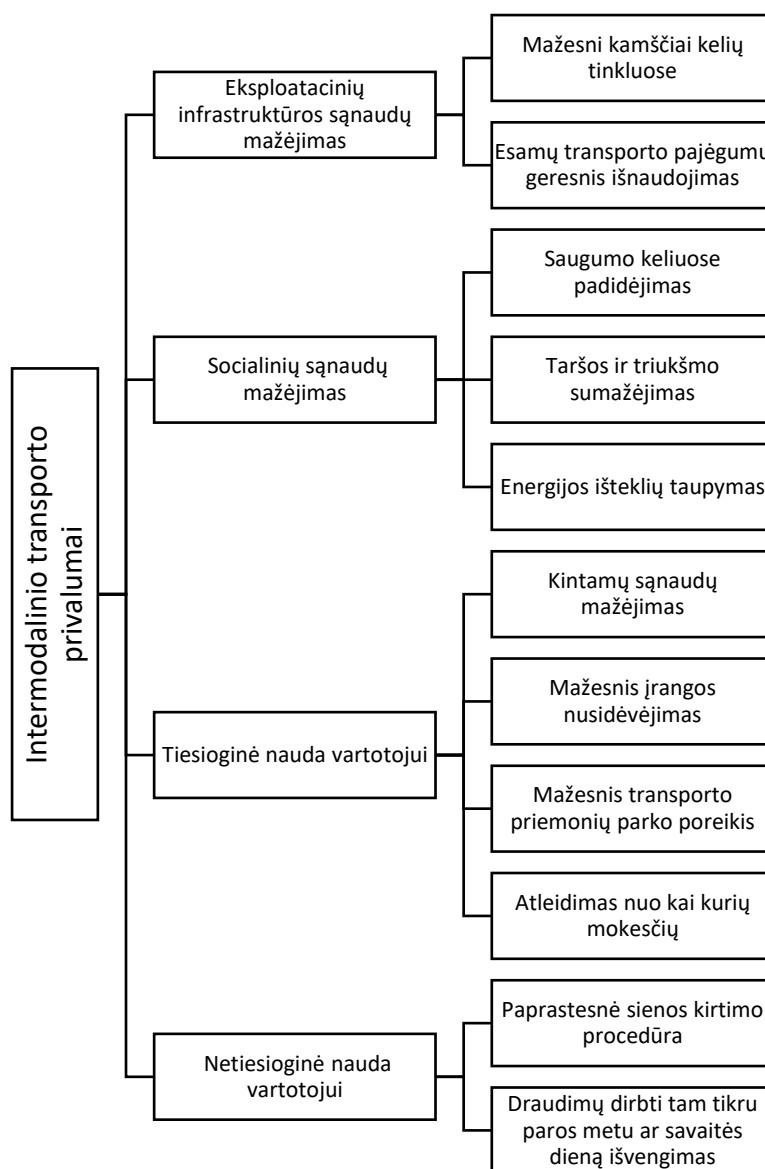 Intermodalinio transporto
privalumai
Eksploatacinių
infrastruktūros sąnaudų
mažėjimas
Mažesni kamščiai kelių
tinkluose
Esamų transporto pajėgumų
geresnis išnaudojimas
Socialinių sąnaudų
mažėjimas
Saugumo keliuose
padidėjimas
Taršos ir triukšmo
sumažėjimas
Energijos išteklių taupymas
Tiesioginė nauda vartotojui
Kintamų sąnaudų
mažėjimas
Mažesnis įrangos
nusidėvėjimas
Mažesnis transporto
priemonių parko poreikis
Atleidimas nuo kai kurių
mokesčių
Netiesioginė nauda
vartotojui
Paprastesnė sienos kirtimo
procedūra
Draudimų dirbti tam tikru
paros metu ar savaitės
dieną išvengimas